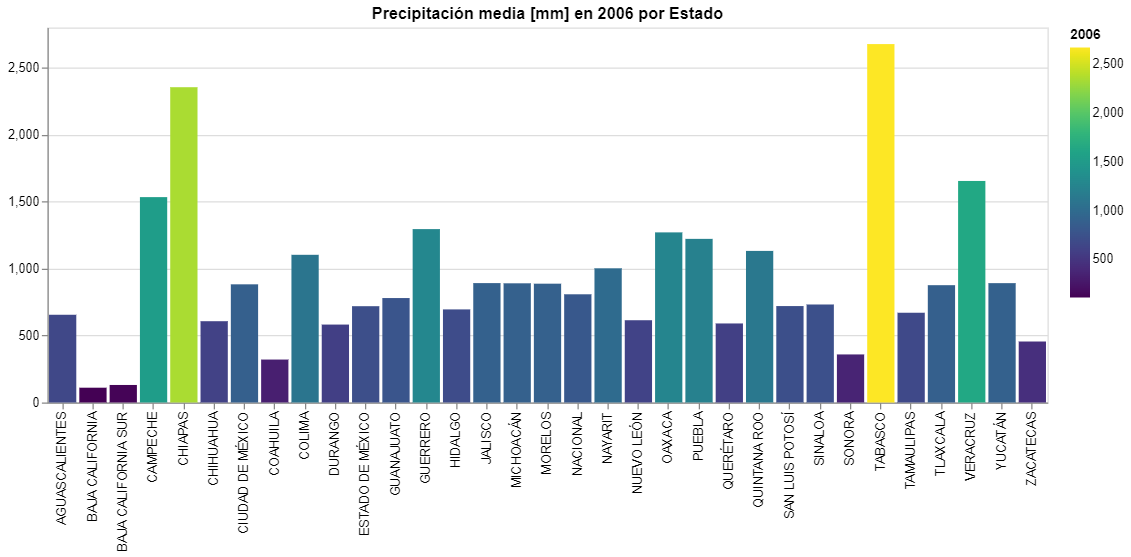 Precipitación media [mm] en 2006 por Estado
2006
2,500
2,000
1,500
1,000
500
0
2,500
2,000
1,500
1,000
500
AGUASCALIENTES
BAJA CALIFORNIA
BAJA CALIFORNIA SUR
CAMPECHE
CHIAPAS
CHIHUAHUA
CIUDAD DE MÉXICO
COAHUILA
COLIMA
DURANGO
ESTADO DE MÉXICO
GUANAJUATO
GUERRERO
HIDALGO
JALISCO
MICHOACÁN
MORELOS
NACIONAL
NAYARIT
NUEVO LEÓN
OAXACA
PUEBLA
QUERÉTARO
QUINTANA ROO
SAN LUIS POTOSÍ
SINALOA
SONORA
TABASCO
TAMAULIPAS
TLAXCALA
VERACRUZ
YUCATÁN
ZACATECAS